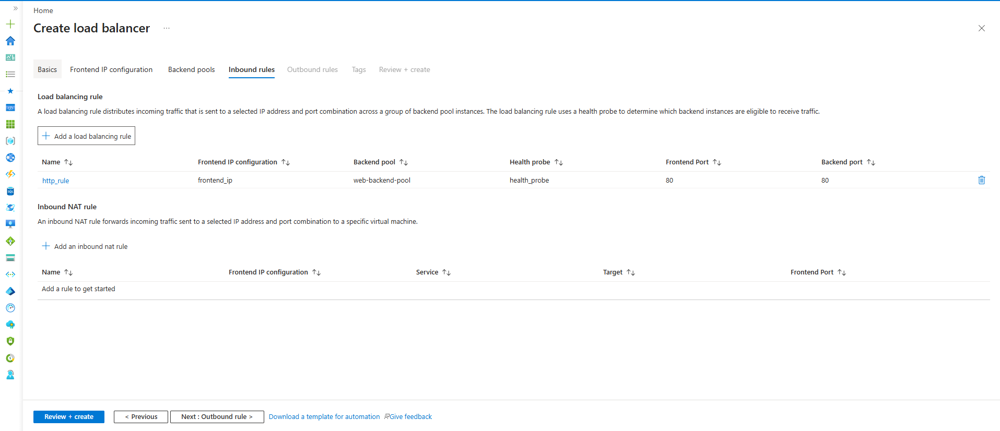 Home
Create load balancer ...
Basics Frontend IP configuration Backend pools Inbound rules Outbound rules Tags Review + create
Load balancing rule
A load balancing rule distributes incoming traffic that is sent to a selected IP address and port combination across a group of backend pool instances. The load balancing rule uses a health probe to determine which backend instances are eligible to receive traffic.
Add a load balancing rule
Name Frontend IP configuration Backend pool Health probe Frontend Port Backend port
http_rule frontend_ip web-backend-pool health_probe 80 80
Inbound NAT rule
An inbound NAT rule forwards incoming traffic sent to a selected IP address and port combination to a specific virtual machine.
Add an inbound nat rule
Name Frontend IP configuration Service Target Frontend Port
Add a rule to get started
Review + create < Previous Next : Outbound rule > Download a template for automation Give feedback